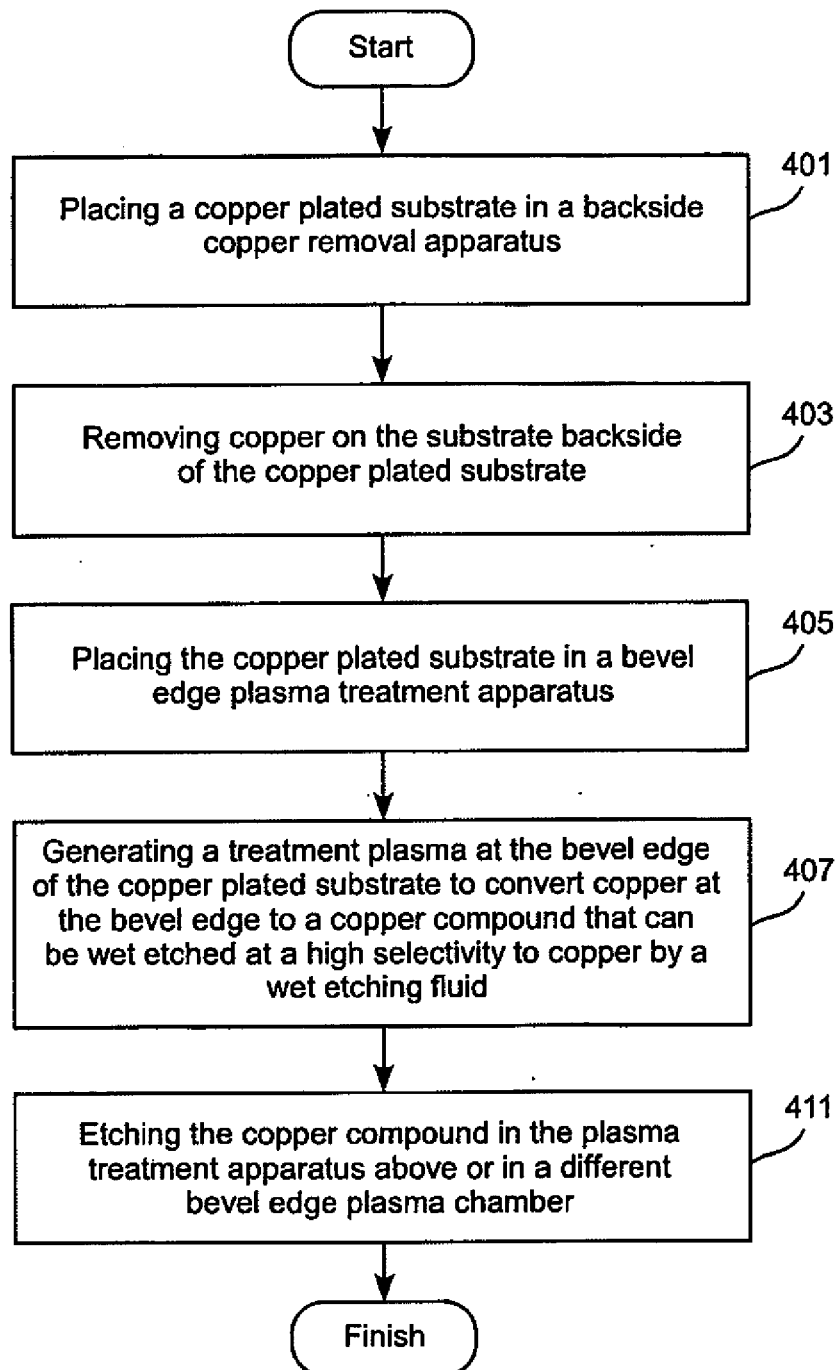 Start
401
Placing a copper plated substrate in a backside
copper removal apparatus
403
Removing copper on the substrate backside
of the copper plated substrate
405
Placing the copper plated substrate in a bevel
edge plasma treatment apparatus
Generating a treatment plasma at the bevel edge
of the copper plated substrate to convert copper at
the bevel edge to a copper compound that can
be wet etched at a high selectivity to copper by a
wet etching fluid
407
411
Etching the copper compound in the plasma
treatment apparatus above or in a different
bevel edge plasma chamber
Finish